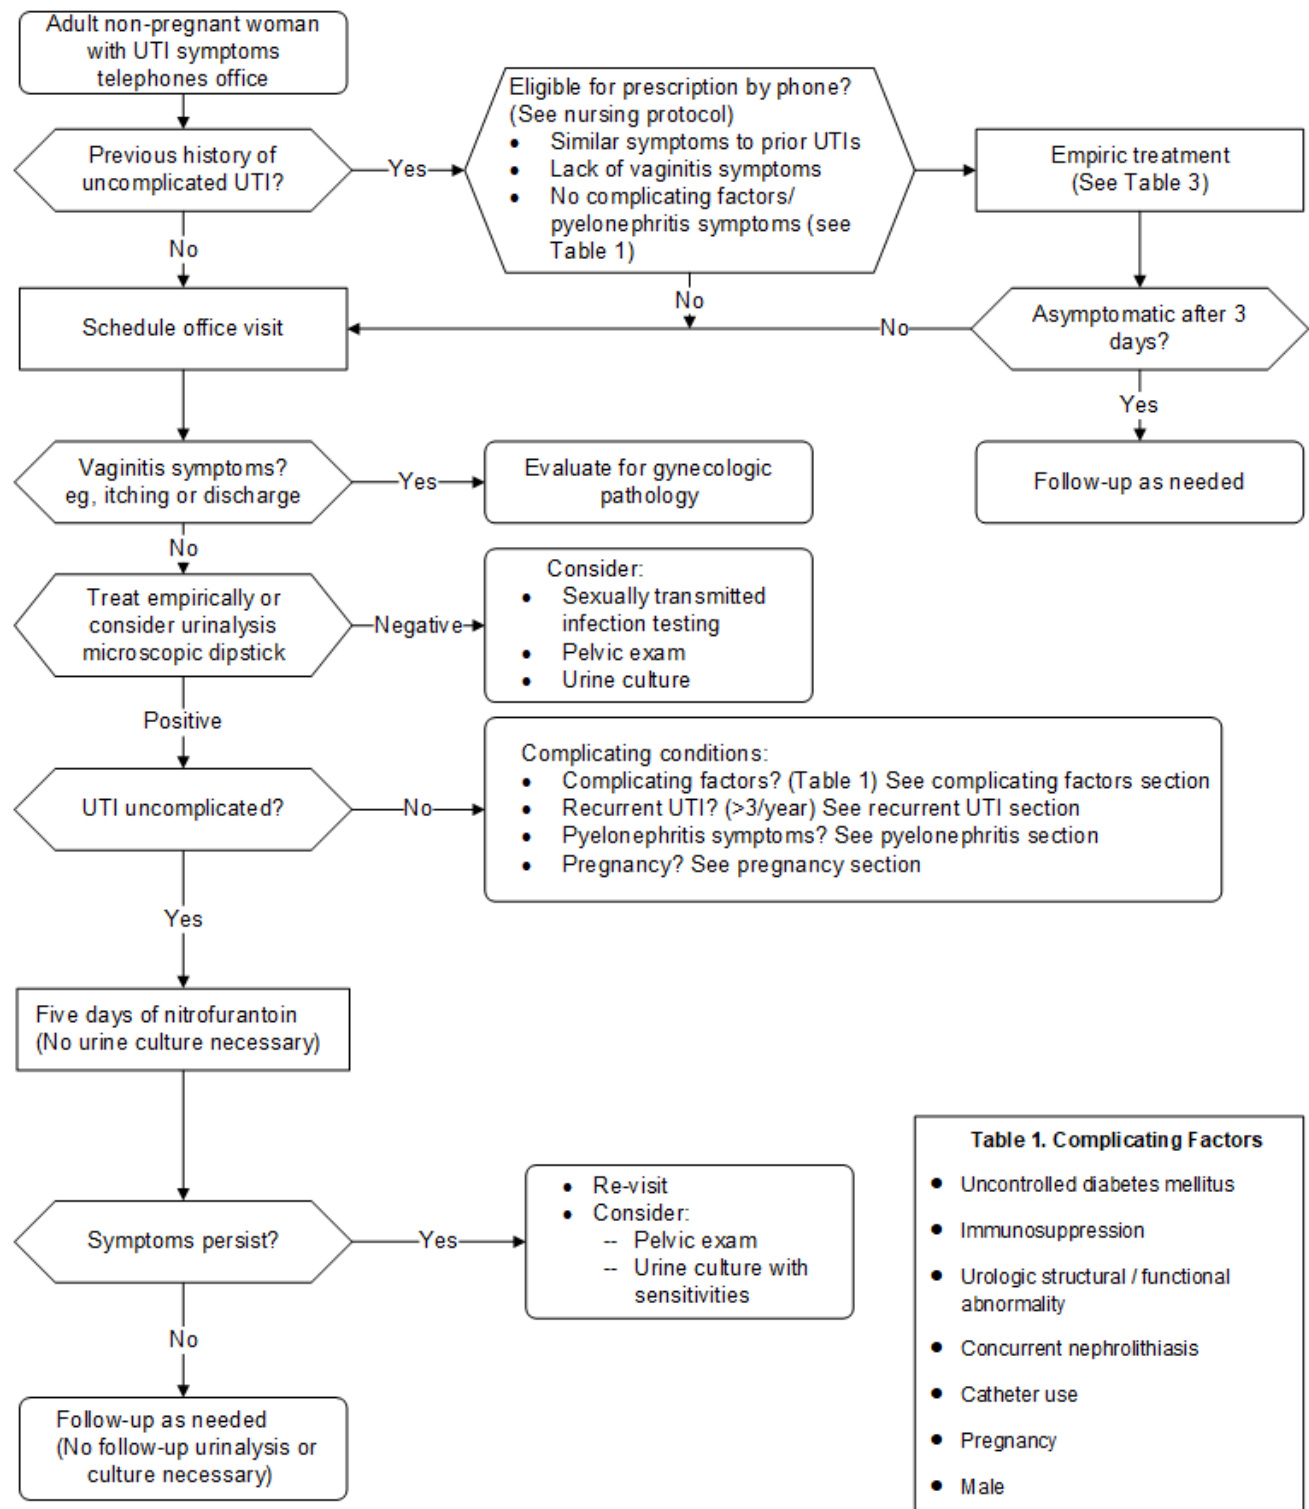 Adult non-pregnant woman
with UTI symptoms
telephones office
Previous history of
uncomplicated UTI?
Yes
Eligible for prescription by phone?
(See nursing protocol)
• Similar symptoms to prior UTIs
• Lack of vaginitis symptoms
• No complicating factors/
pyelonephritis symptoms (see
Table 1)
Empiric treatment
(See Table 3)
No
No
Schedule office visit
No
Asymptomatic after 3
days?
Yes
Follow-up as needed
Vaginitis symptoms?
eg, itching or discharge
Yes
Evaluate for gynecologic
pathology
No
Treat empirically or
consider urinalysis
microscopic dipstick
Negative
Consider:
• Sexually transmitted
infection testing
• Pelvic exam
• Urine culture
Positive
UTI uncomplicated?
No
Complicating conditions:
• Complicating factors? (Table 1) See complicating factors section
• Recurrent UTI? (>3/year) See recurrent UTI section
• Pyelonephritis symptoms? See pyelonephritis section
• Pregnancy? See pregnancy section
Yes
Five days of nitrofurantoin
(No urine culture necessary)
Symptoms persist?
Yes
• Re-visit
• Consider:
-- Pelvic exam
-- Urine culture with
sensitivities
No
Follow-up as needed
(No follow-up urinalysis or
culture necessary)
Table 1. Complicating Factors
• Uncontrolled diabetes mellitus
• Immunosuppression
• Urologic structural / functional
abnormality
• Concurrent nephrolithiasis
• Catheter use
• Pregnancy
• Male